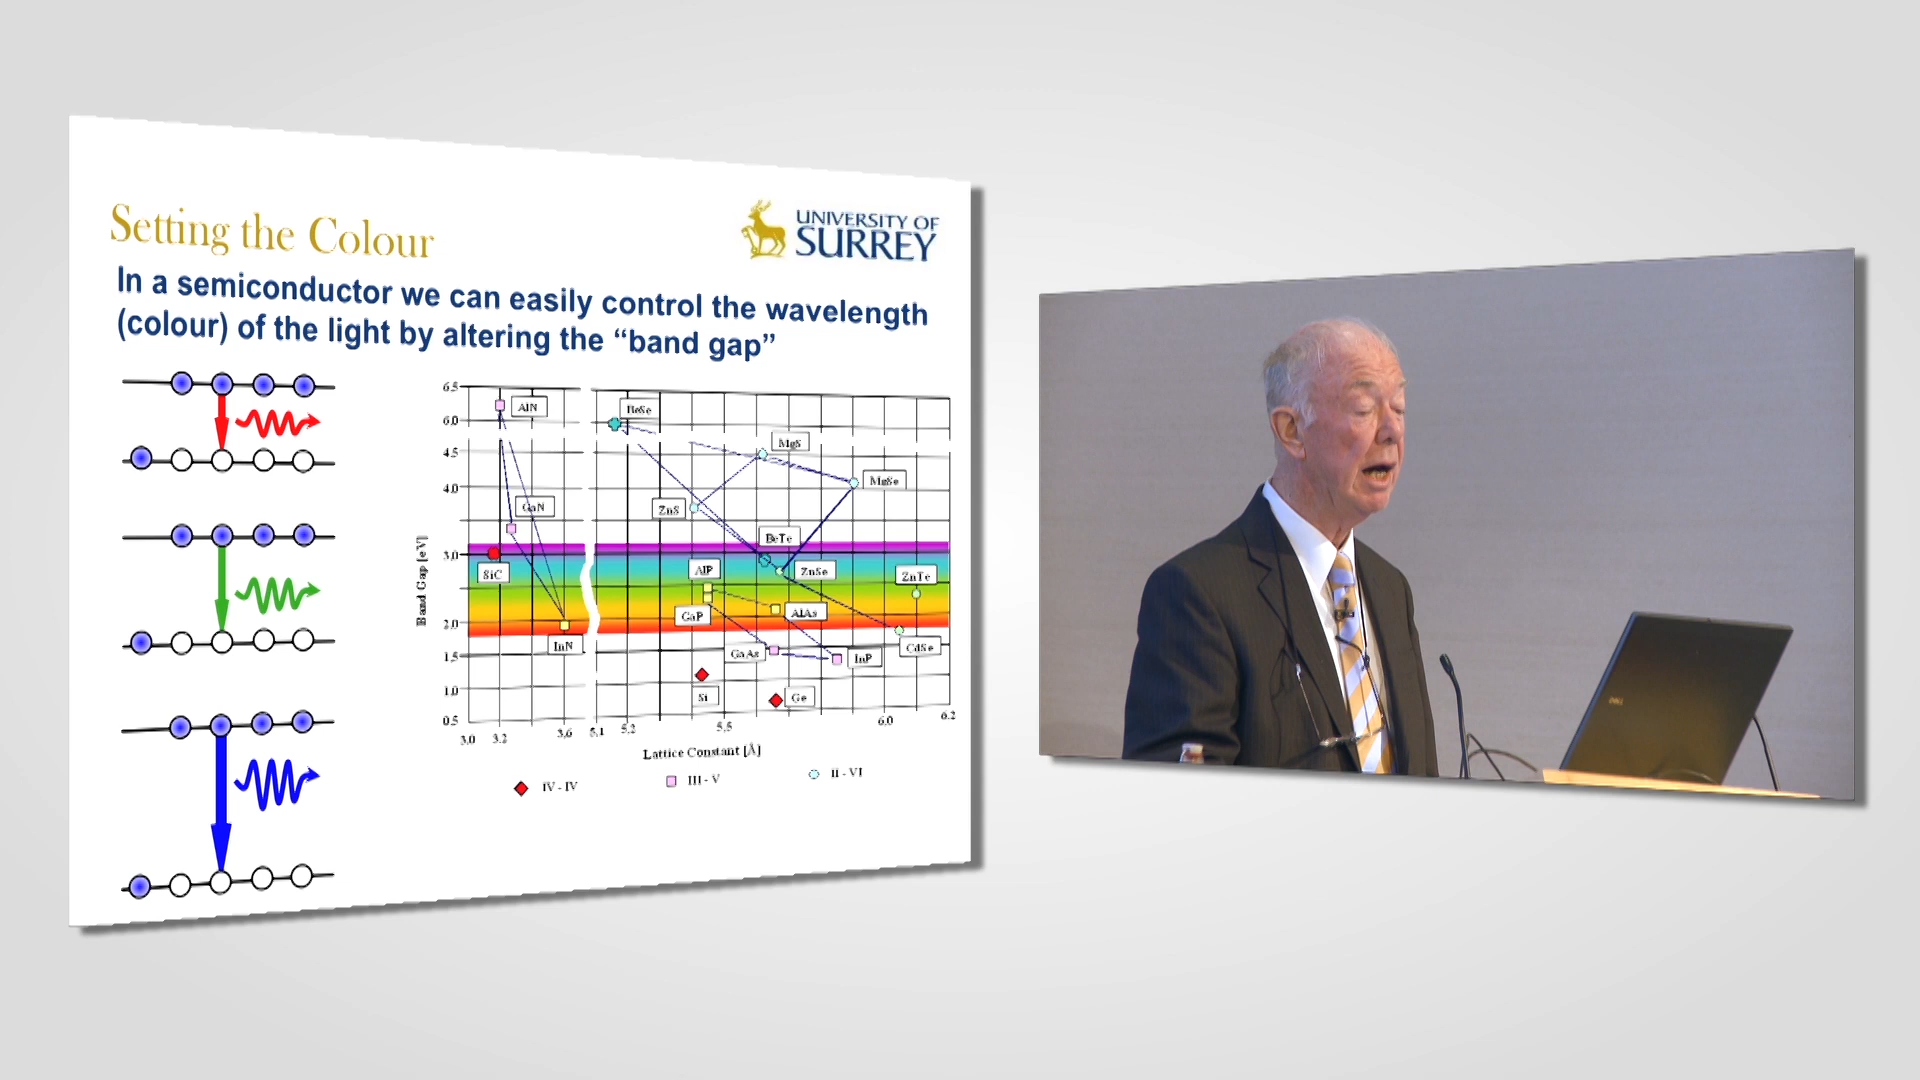 Setting the Colour
UNIVERSITY OF
SURREY
In a semiconductor we can easily control the wavelength
(colour) of the light by altering the “band gap”
6.5
6.0
4.5
4.0
3.0
2.0
1.5
1.0
0.5
Band Gap [eV]
AlN
BeSe
MgS
MgSe
GaN
ZnS
BeTe
SiC
AlP
ZnSe
ZnTe
GaP
AlAs
InN
GaAs
InP
CdSe
Si
Ge
3.0 3.2 3.6 5.1 5.2 5.5 6.0 6.2
Lattice Constant [Å]
IV - IV III - V II - VI
DELL